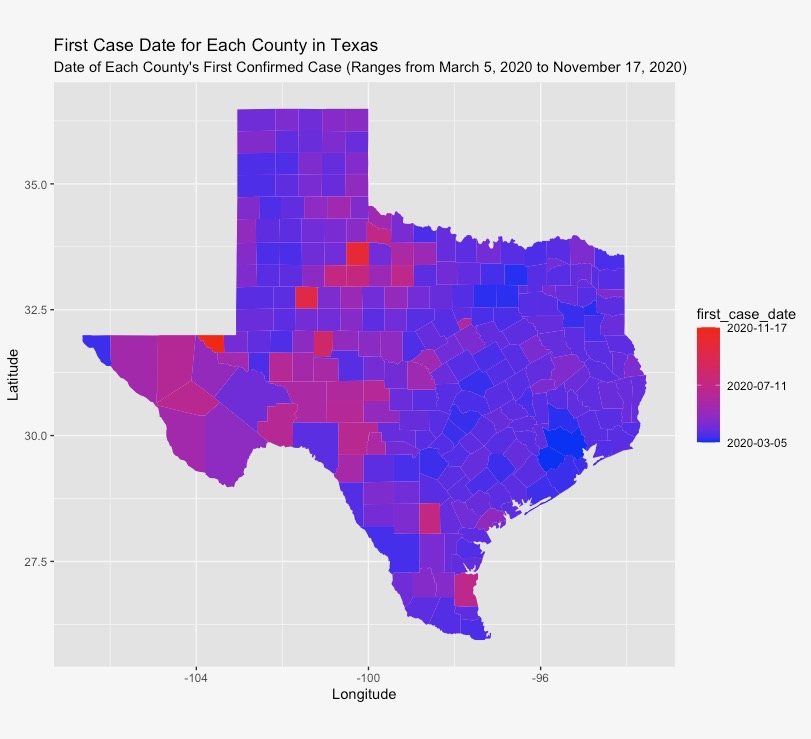 First Case Date for Each County in Texas
Date of Each County's First Confirmed Case (Ranges from March 5, 2020 to November 17, 2020)
35.0
32.5
30.0
27.5
Latitude
-104
-100
-96
Longitude
first_case_date
2020-11-17
2020-07-11
2020-03-05